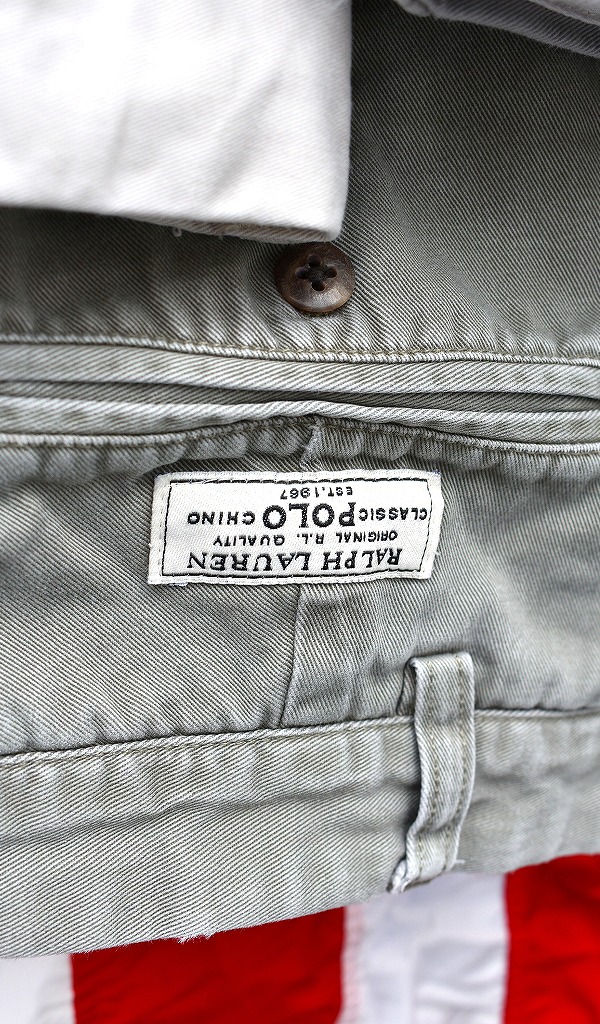 RALPH LAUREN
ORIGINAL R.L. QUALITY
CLASSIC POLO CHINO
EST. 1967